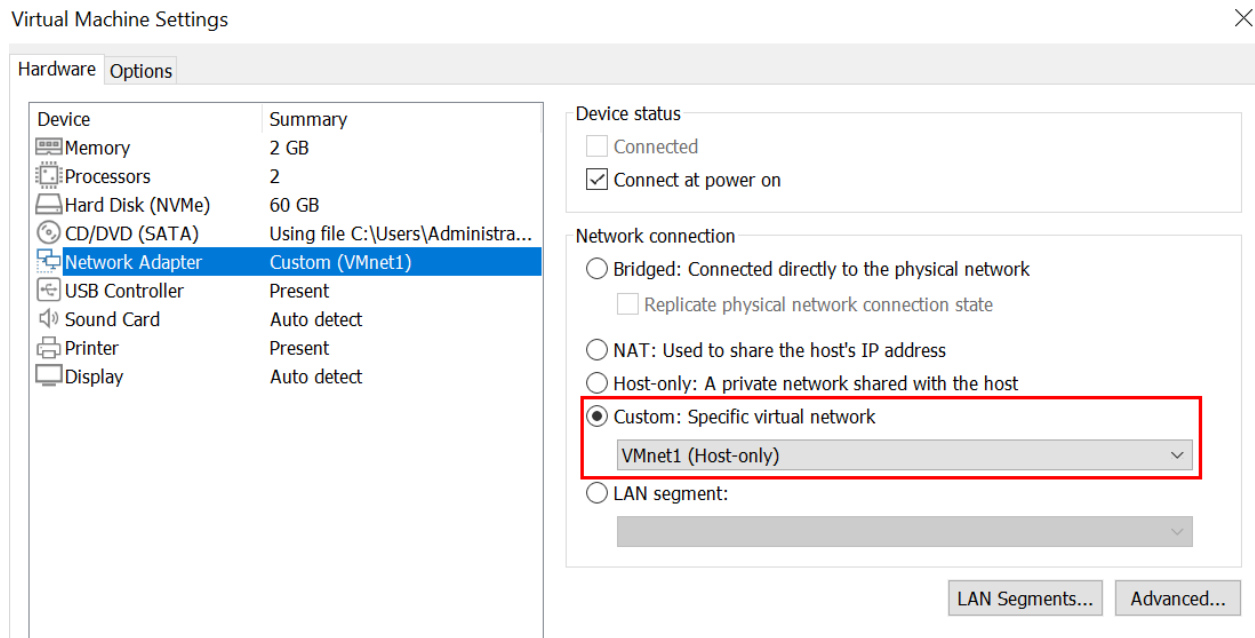 Virtual Machine Settings
Hardware Options
Device Summary
Memory 2 GB
Processors 2
Hard Disk (NVMe) 60 GB
CD/DVD (SATA) Using file C:\Users\Administra...
Network Adapter Custom (VMnet1)
USB Controller Present
Sound Card Auto detect
Printer Present
Display Auto detect
Device status
Connected
Connect at power on
Network connection
Bridged: Connected directly to the physical network
Replicate physical network connection state
NAT: Used to share the host's IP address
Host-only: A private network shared with the host
Custom: Specific virtual network
VMnet1 (Host-only)
LAN segment:
LAN Segments... Advanced...